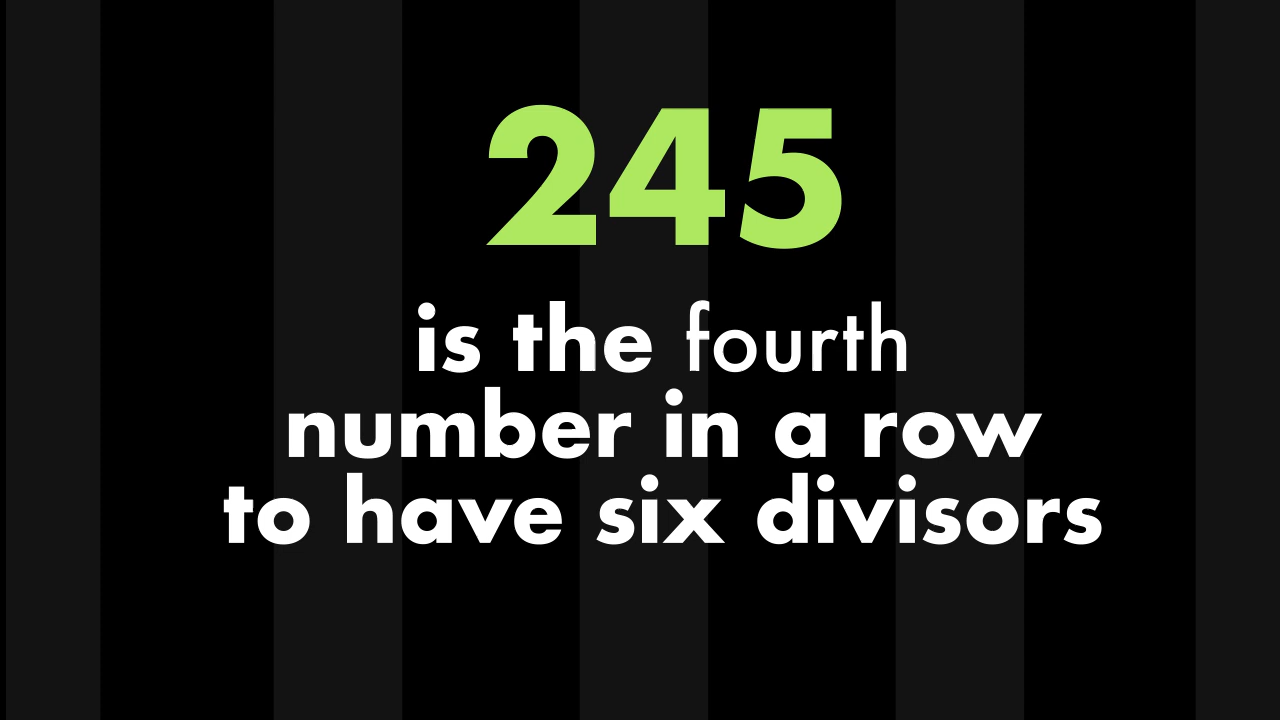 245
is the fourth
number in a row
to have six divisors